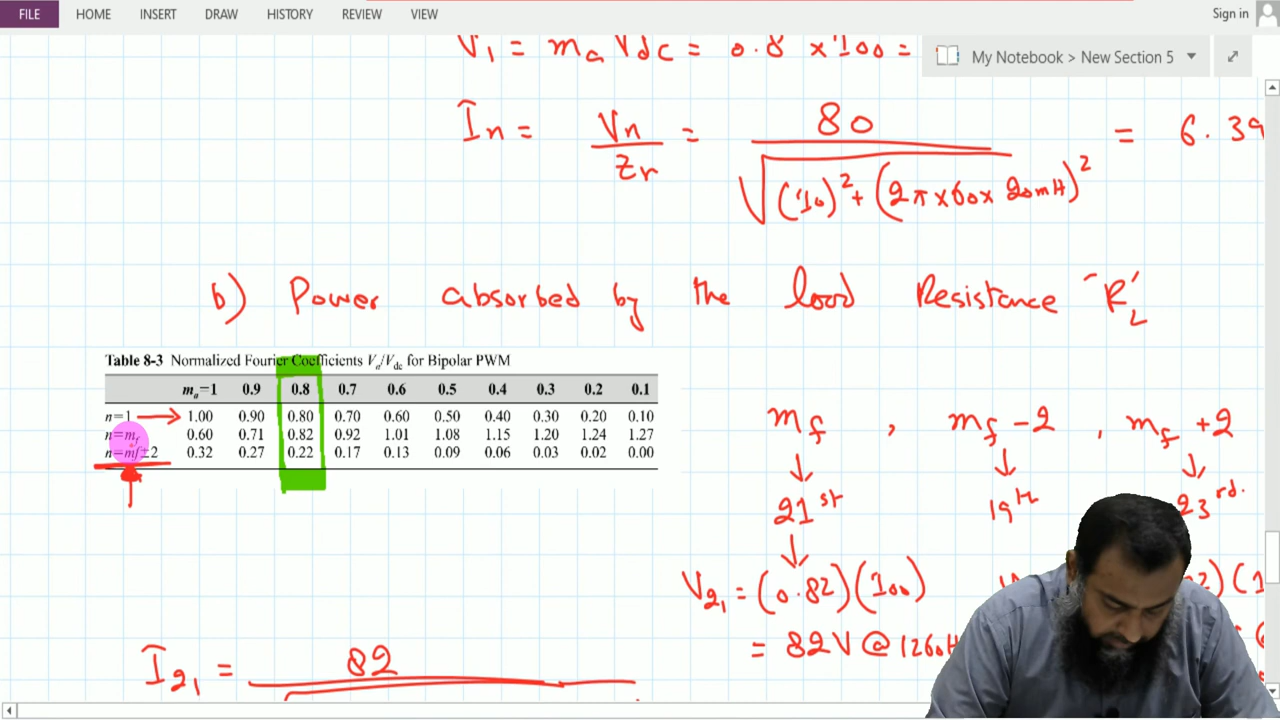 FILE HOME INSERT DRAW HISTORY REVIEW VIEW Sign in
My Notebook > New Section 5
V1 = ma Vdc = 0.8 x 100 =
În = Vn / Zn = 80 / √((10)² + (2π x 60 x 20mH)²) = 6.39
b) Power absorbed by the load Resistance "RL"
Table 8-3 Normalized Fourier Coefficients Vn/Vdc for Bipolar PWM
ma=1 0.9 0.8 0.7 0.6 0.5 0.4 0.3 0.2 0.1
n=1 → 1.00 0.90 0.80 0.70 0.60 0.50 0.40 0.30 0.20 0.10
n=mf 0.60 0.71 0.82 0.92 1.01 1.08 1.15 1.20 1.24 1.27
n=mf±2 0.32 0.27 0.22 0.17 0.13 0.09 0.06 0.03 0.02 0.00
mf , mf -2 , mf +2
21st 19th 23rd.
V21 = (0.82)(100)
= 82V @ 1260H
Î21 = 82